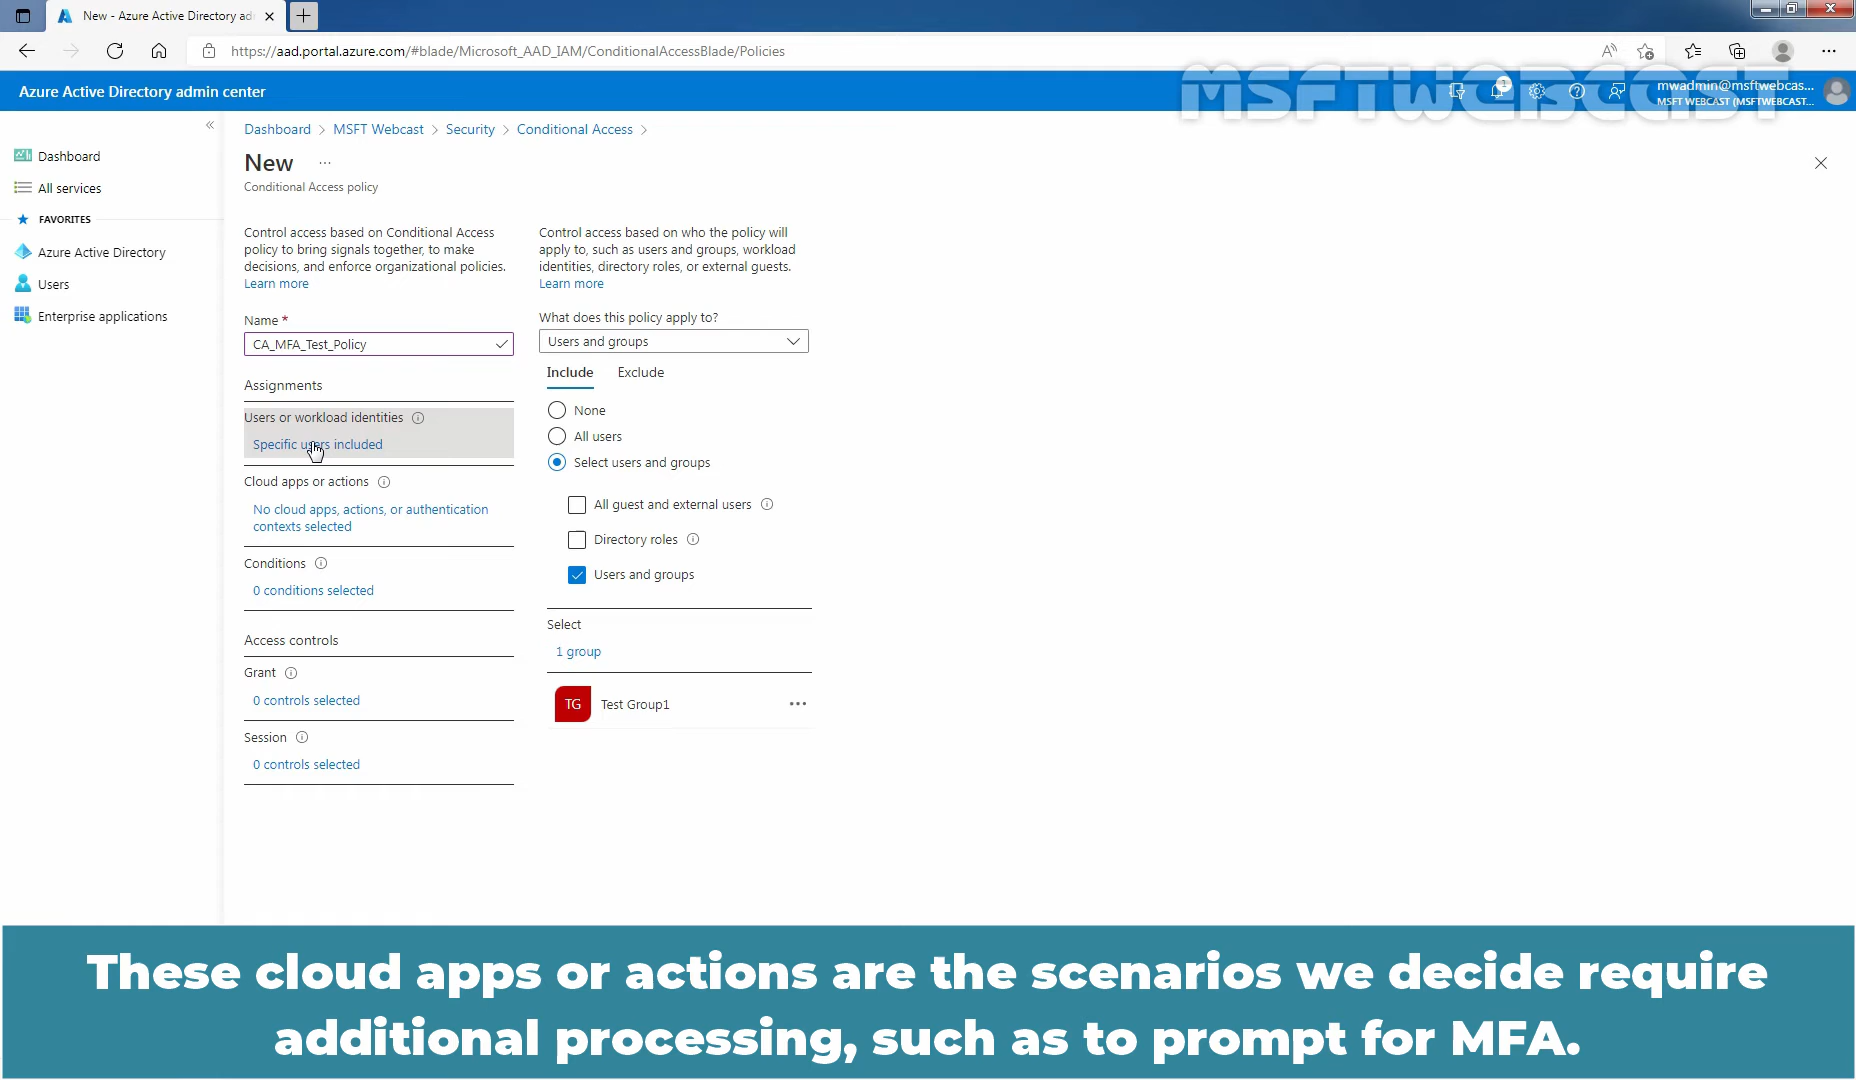 New - Azure Active Directory ad
https://aad.portal.azure.com/#blade/Microsoft_AAD_IAM/ConditionalAccessBlade/Policies
Azure Active Directory admin center
MSFTWEBCAST
1
mwadmin@msftwebcas...
MSFT WEBCAST (MSFTWEBCAST...
Dashboard
All services
FAVORITES
Azure Active Directory
Users
Enterprise applications
Dashboard > MSFT Webcast > Security > Conditional Access >
New ...
Conditional Access policy
Control access based on Conditional Access
policy to bring signals together, to make
decisions, and enforce organizational policies.
Learn more
Name *
CA_MFA_Test_Policy
Assignments
Users or workload identities
Specific users included
Cloud apps or actions
No cloud apps, actions, or authentication
contexts selected
Conditions
0 conditions selected
Access controls
Grant
0 controls selected
Session
0 controls selected
Control access based on who the policy will
apply to, such as users and groups, workload
identities, directory roles, or external guests.
Learn more
What does this policy apply to?
Users and groups
Include Exclude
None
All users
Select users and groups
All guest and external users
Directory roles
Users and groups
Select
1 group
TG Test Group1
These cloud apps or actions are the scenarios we decide require
additional processing, such as to prompt for MFA.